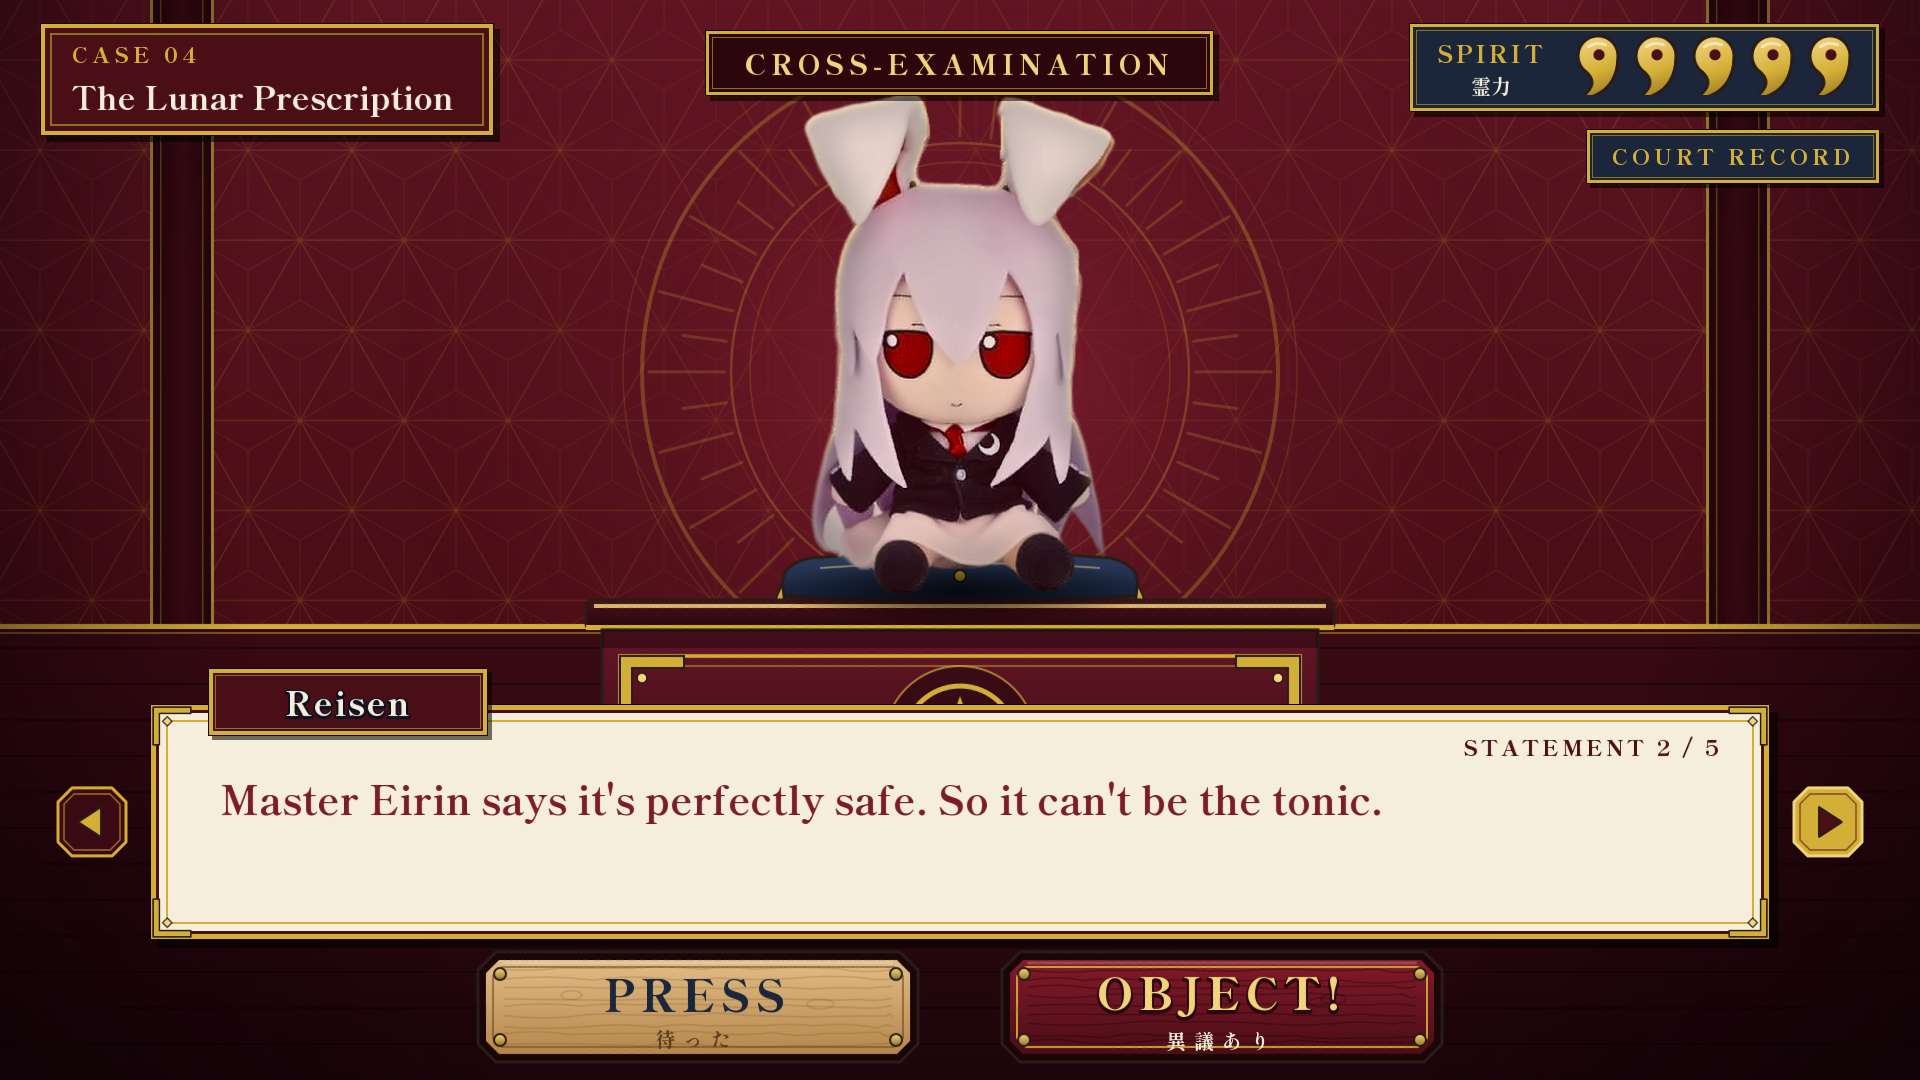 CASE 04
The Lunar Prescription
CROSS-EXAMINATION
SPIRIT
霊力
COURT RECORD
Reisen
STATEMENT 2 / 5
Master Eirin says it's perfectly safe. So it can't be the tonic.
PRESS
待った
OBJECT!
異議あり